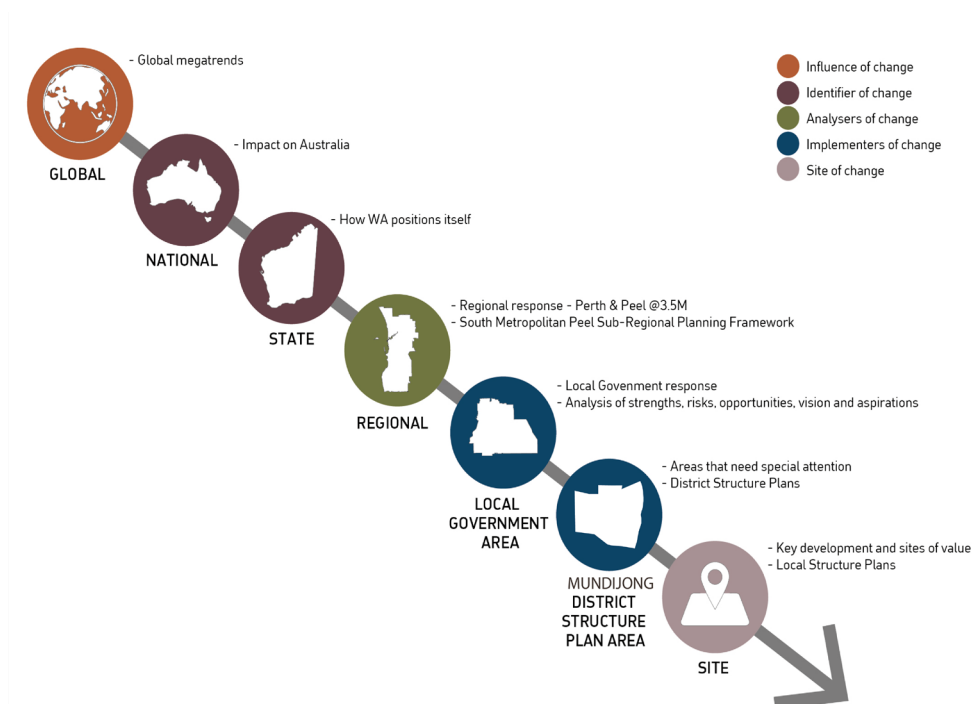 - Global megatrends
GLOBAL
Influence of change
Identifier of change
Analysers of change
Implementers of change
Site of change
- Impact on Australia
NATIONAL
- How WA positions itself
STATE
- Regional response - Perth & Peel @3.5M
- South Metropolitan Peel Sub-Regional Planning Framework
REGIONAL
- Local Govenment response
- Analysis of strengths, risks, opportunities, vision and aspirations
LOCAL
GOVERNMENT
AREA
- Areas that need special attention
- District Structure Plans
MUNDIJONG
DISTRICT
STRUCTURE
PLAN AREA
- Key development and sites of value
- Local Structure Plans
SITE